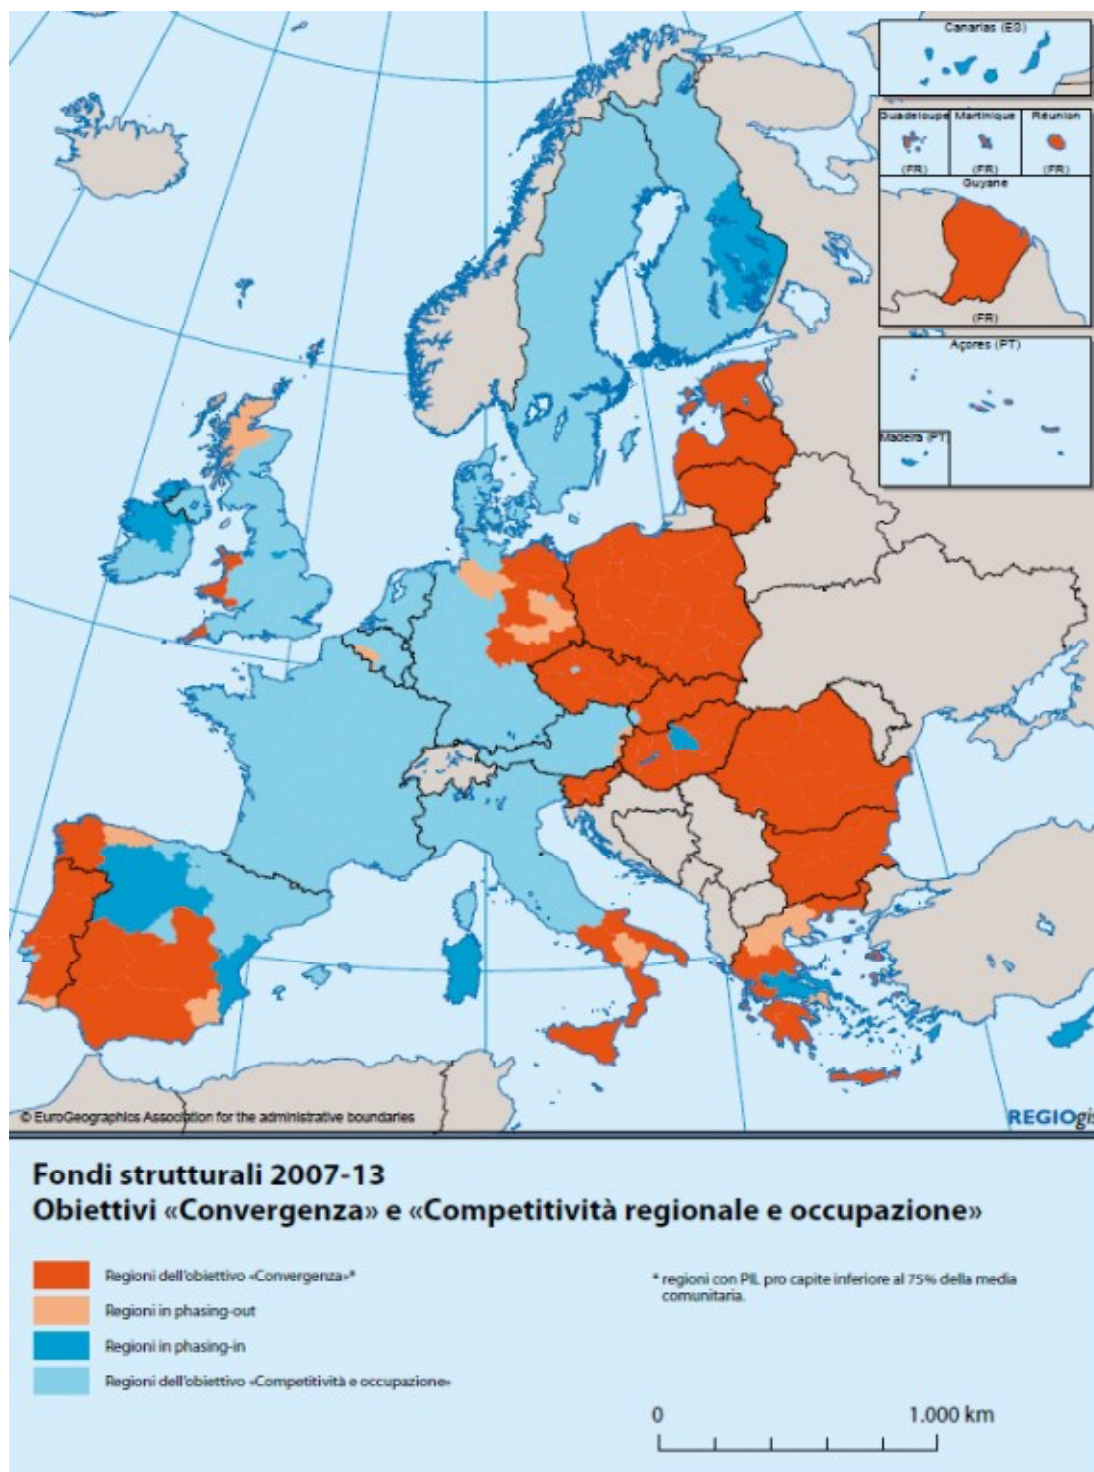 Canarias (ES)
Guadeloupe
Martinique
Réunion
(FR)
(FR)
(FR)
Guyane
(FR)
Açores (PT)
Madeira (PT)
© EuroGeographics Association for the administrative boundaries
REGIOgis
Fondi strutturali 2007-13
Obiettivi «Convergenza» e «Competitività regionale e occupazione»
Regioni dell'obiettivo «Convergenza»*
Regioni in phasing-out
Regioni in phasing-in
Regioni dell'obiettivo «Competitività e occupazione»
* regioni con PIL pro capite inferiore al 75% della media
comunitaria.
0
1.000 km